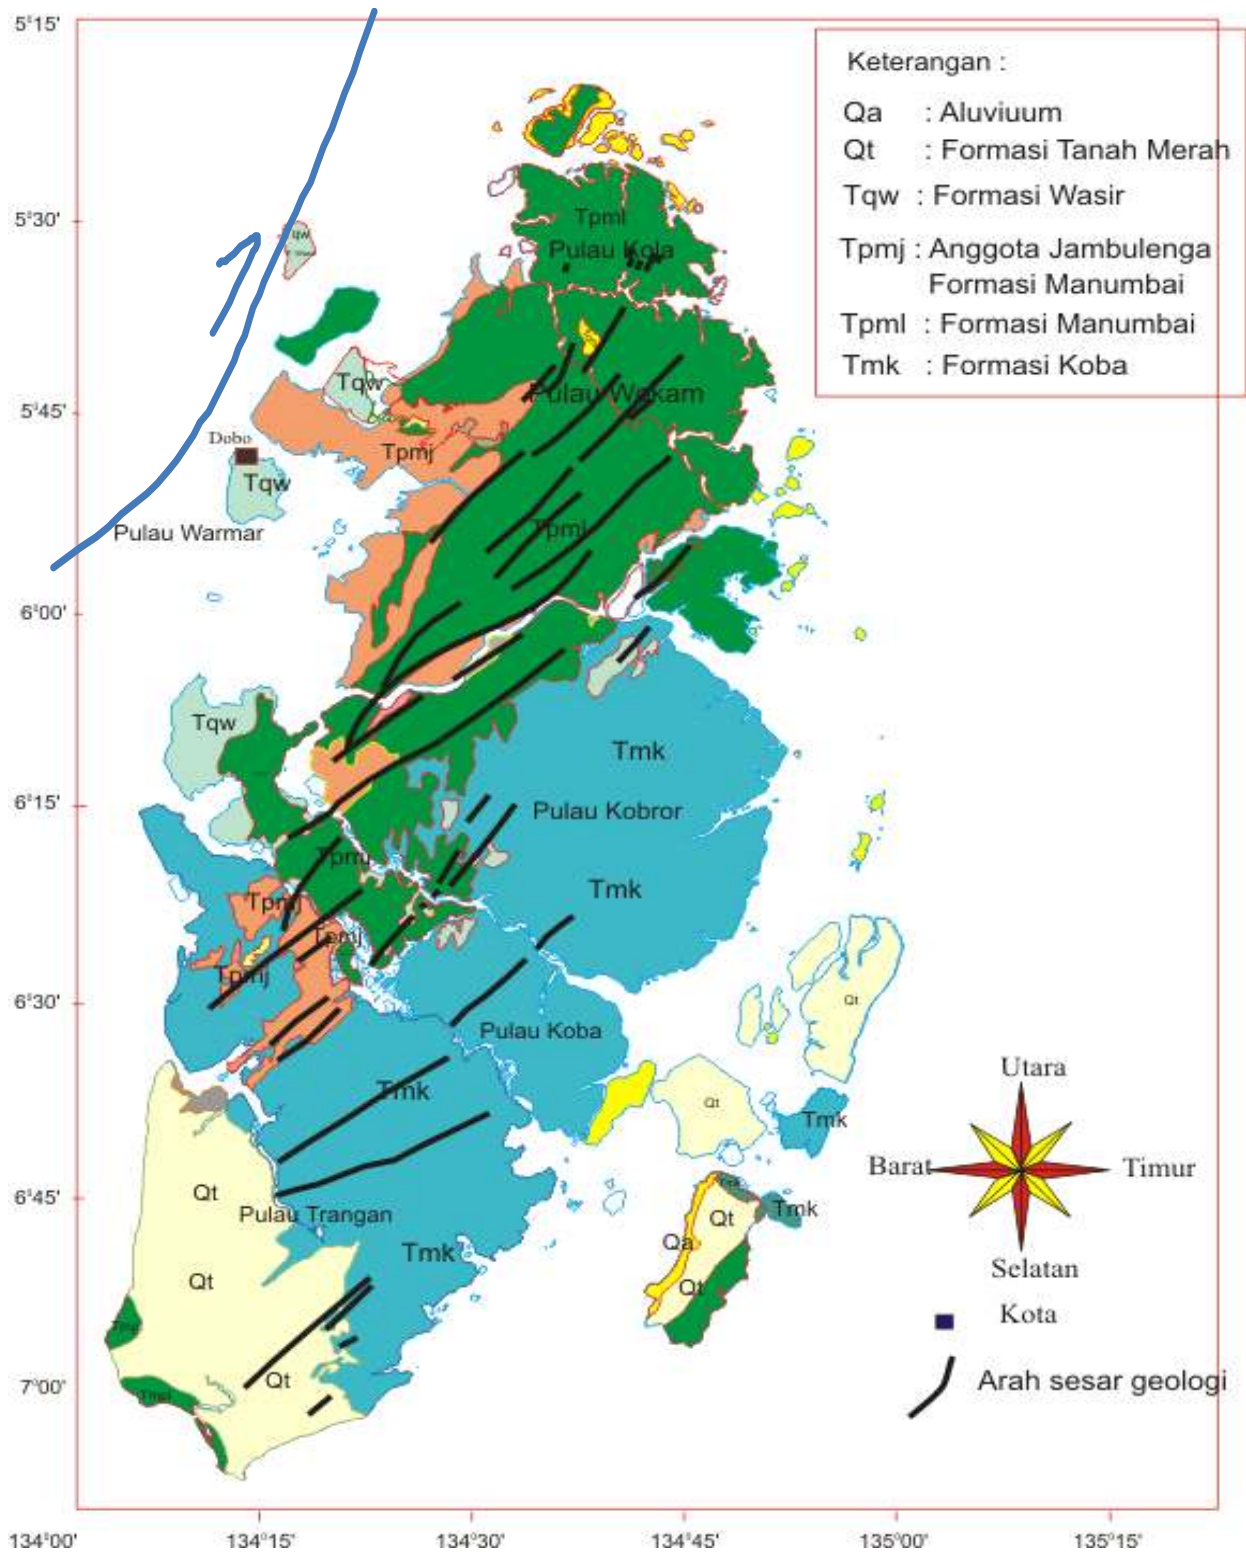 5°15'
5°30'
5°45'
6°00'
6°15'
6°30'
6°45'
7°00'
134°00'
134°15'
134°30'
134°45'
135°00'
135°15'
Keterangan :
Qa : Aluviuum
Qt : Formasi Tanah Merah
Tqw : Formasi Wasir
Tpmj : Anggota Jambulenga
Formasi Manumbai
Tpml : Formasi Manumbai
Tmk : Formasi Koba
Tpml
Pulau Kola
Tqw
Tqw
Pulau Wokam
Dobo
Tpmj
Tqw
Pulau Warmar
Tqw
Tmk
Pulau Kobror
Tmk
Tpmj
Tpmj
Tpmj
Qt
Pulau Koba
Tmk
Qt
Tmk
Qt
Pulau Trangan
Qt
Tmk
Qa
Tmk
Qt
Qt
Qt
Utara
Barat
Timur
Selatan
Kota
Arah sesar geologi